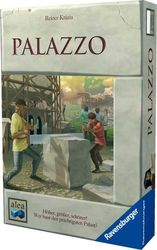 Reiner Knizia
PALAZZO
alea
Höher, größer, schöner!
Wer baut den prächtigsten Palast?
Ravensburger